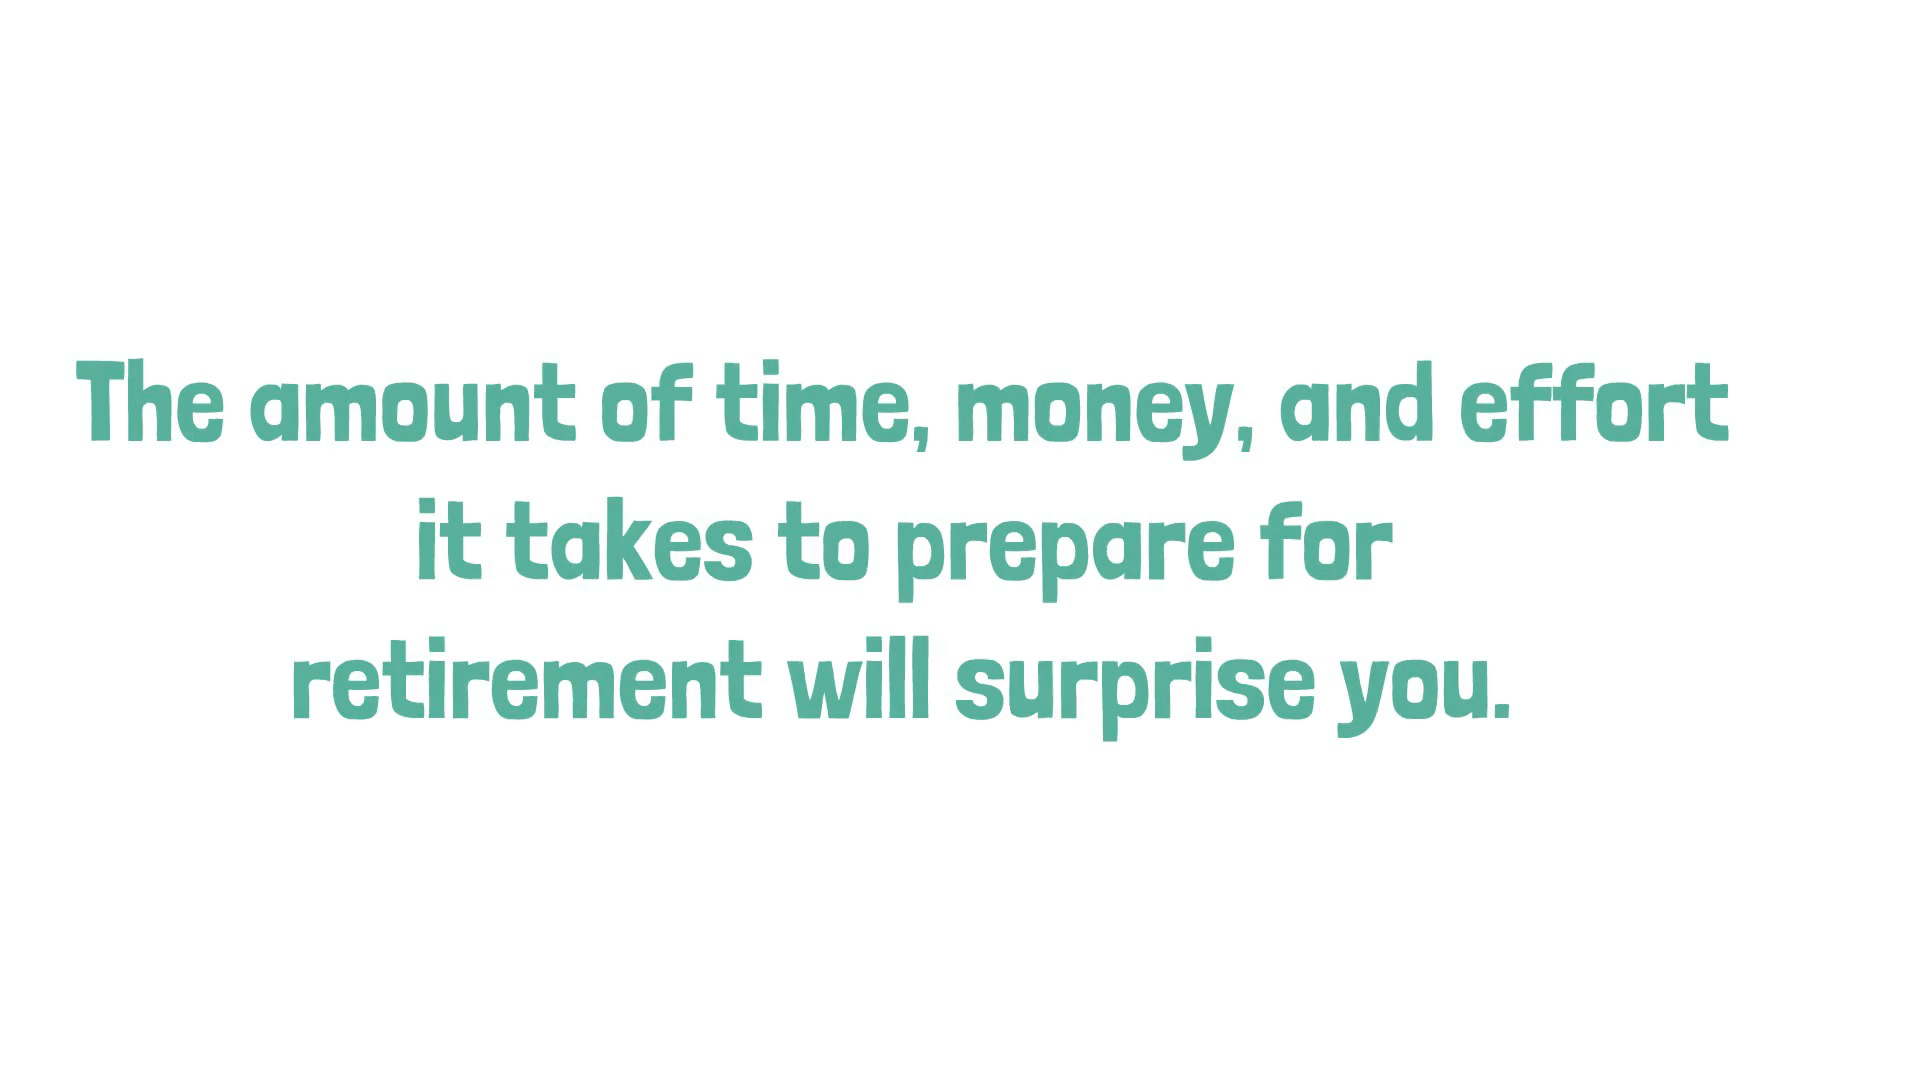 The amount of time, money, and effort
it takes to prepare for
retirement will surprise you.